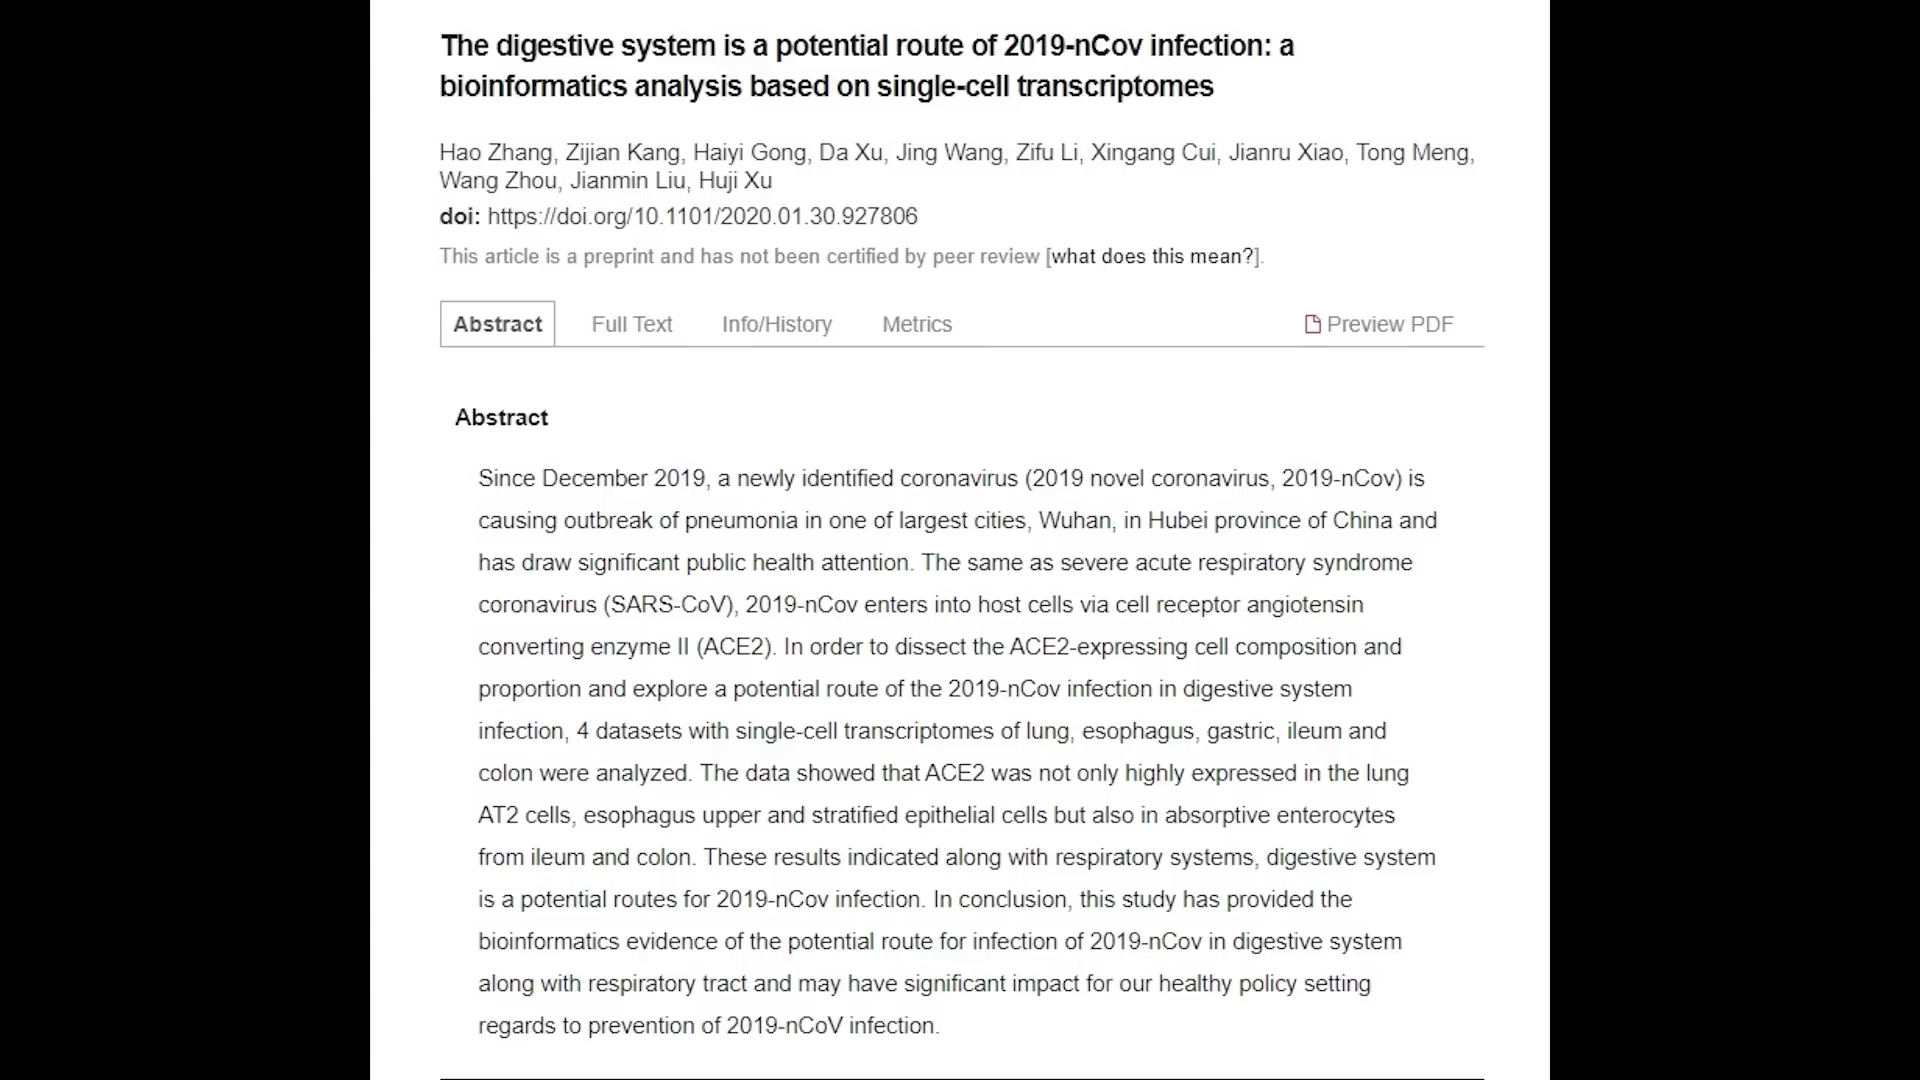 The digestive system is a potential route of 2019-nCov infection: a
bioinformatics analysis based on single-cell transcriptomes
Hao Zhang, Zijian Kang, Haiyi Gong, Da Xu, Jing Wang, Zifu Li, Xingang Cui, Jianru Xiao, Tong Meng,
Wang Zhou, Jianmin Liu, Huji Xu
doi: https://doi.org/10.1101/2020.01.30.927806
This article is a preprint and has not been certified by peer review [what does this mean?].
Abstract Full Text Info/History Metrics Preview PDF
Abstract
Since December 2019, a newly identified coronavirus (2019 novel coronavirus, 2019-nCov) is
causing outbreak of pneumonia in one of largest cities, Wuhan, in Hubei province of China and
has draw significant public health attention. The same as severe acute respiratory syndrome
coronavirus (SARS-CoV), 2019-nCov enters into host cells via cell receptor angiotensin
converting enzyme II (ACE2). In order to dissect the ACE2-expressing cell composition and
proportion and explore a potential route of the 2019-nCov infection in digestive system
infection, 4 datasets with single-cell transcriptomes of lung, esophagus, gastric, ileum and
colon were analyzed. The data showed that ACE2 was not only highly expressed in the lung
AT2 cells, esophagus upper and stratified epithelial cells but also in absorptive enterocytes
from ileum and colon. These results indicated along with respiratory systems, digestive system
is a potential routes for 2019-nCov infection. In conclusion, this study has provided the
bioinformatics evidence of the potential route for infection of 2019-nCov in digestive system
along with respiratory tract and may have significant impact for our healthy policy setting
regards to prevention of 2019-nCoV infection.